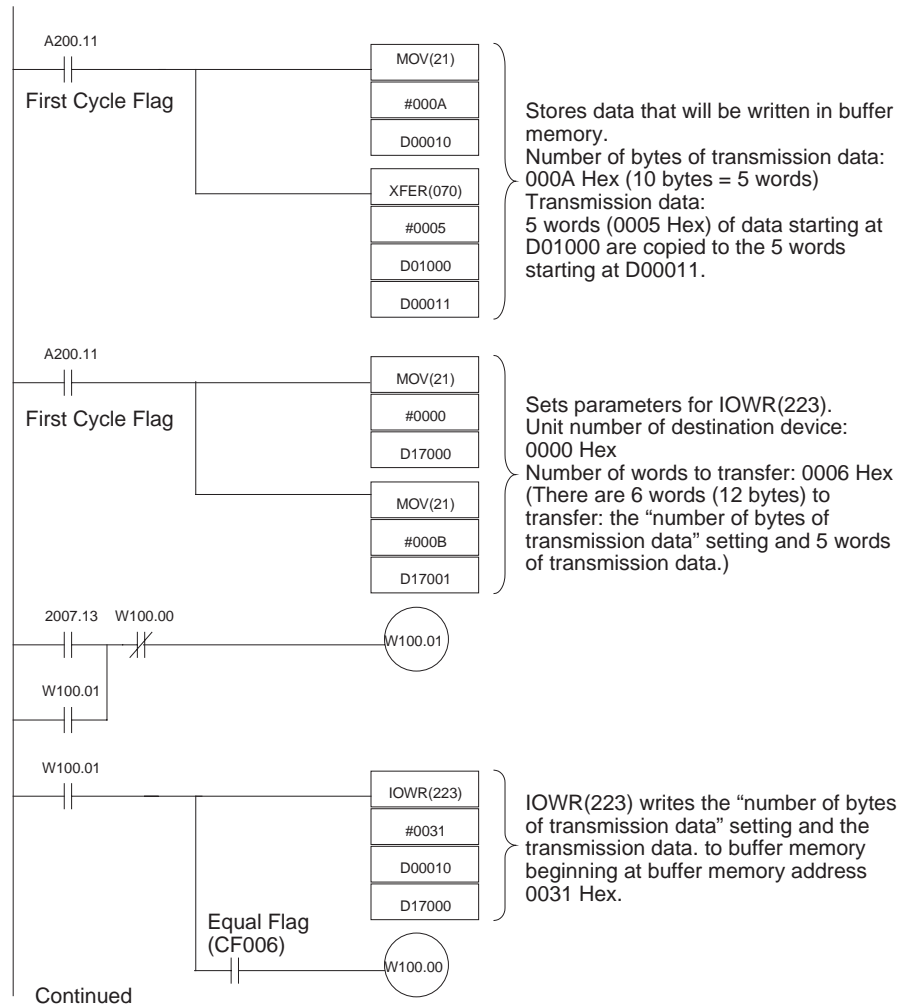 A200.11
First Cycle Flag
MOV(21)
#000A
D00010
XFER(070)
#0005
D01000
D00011
Stores data that will be written in buffer
memory.
Number of bytes of transmission data:
000A Hex (10 bytes = 5 words)
Transmission data:
5 words (0005 Hex) of data starting at
D01000 are copied to the 5 words
starting at D00011.
A200.11
First Cycle Flag
MOV(21)
#0000
D17000
MOV(21)
#000B
D17001
Sets parameters for IOWR(223).
Unit number of destination device:
0000 Hex
Number of words to transfer: 0006 Hex
(There are 6 words (12 bytes) to
transfer: the “number of bytes of
transmission data” setting and 5 words
of transmission data.)
2007.13 W100.00
W100.01
W100.01
W100.01
IOWR(223)
#0031
D00010
D17000
IOWR(223) writes the “number of bytes
of transmission data” setting and the
transmission data. to buffer memory
beginning at buffer memory address
0031 Hex.
Equal Flag
(CF006)
W100.00
Continued